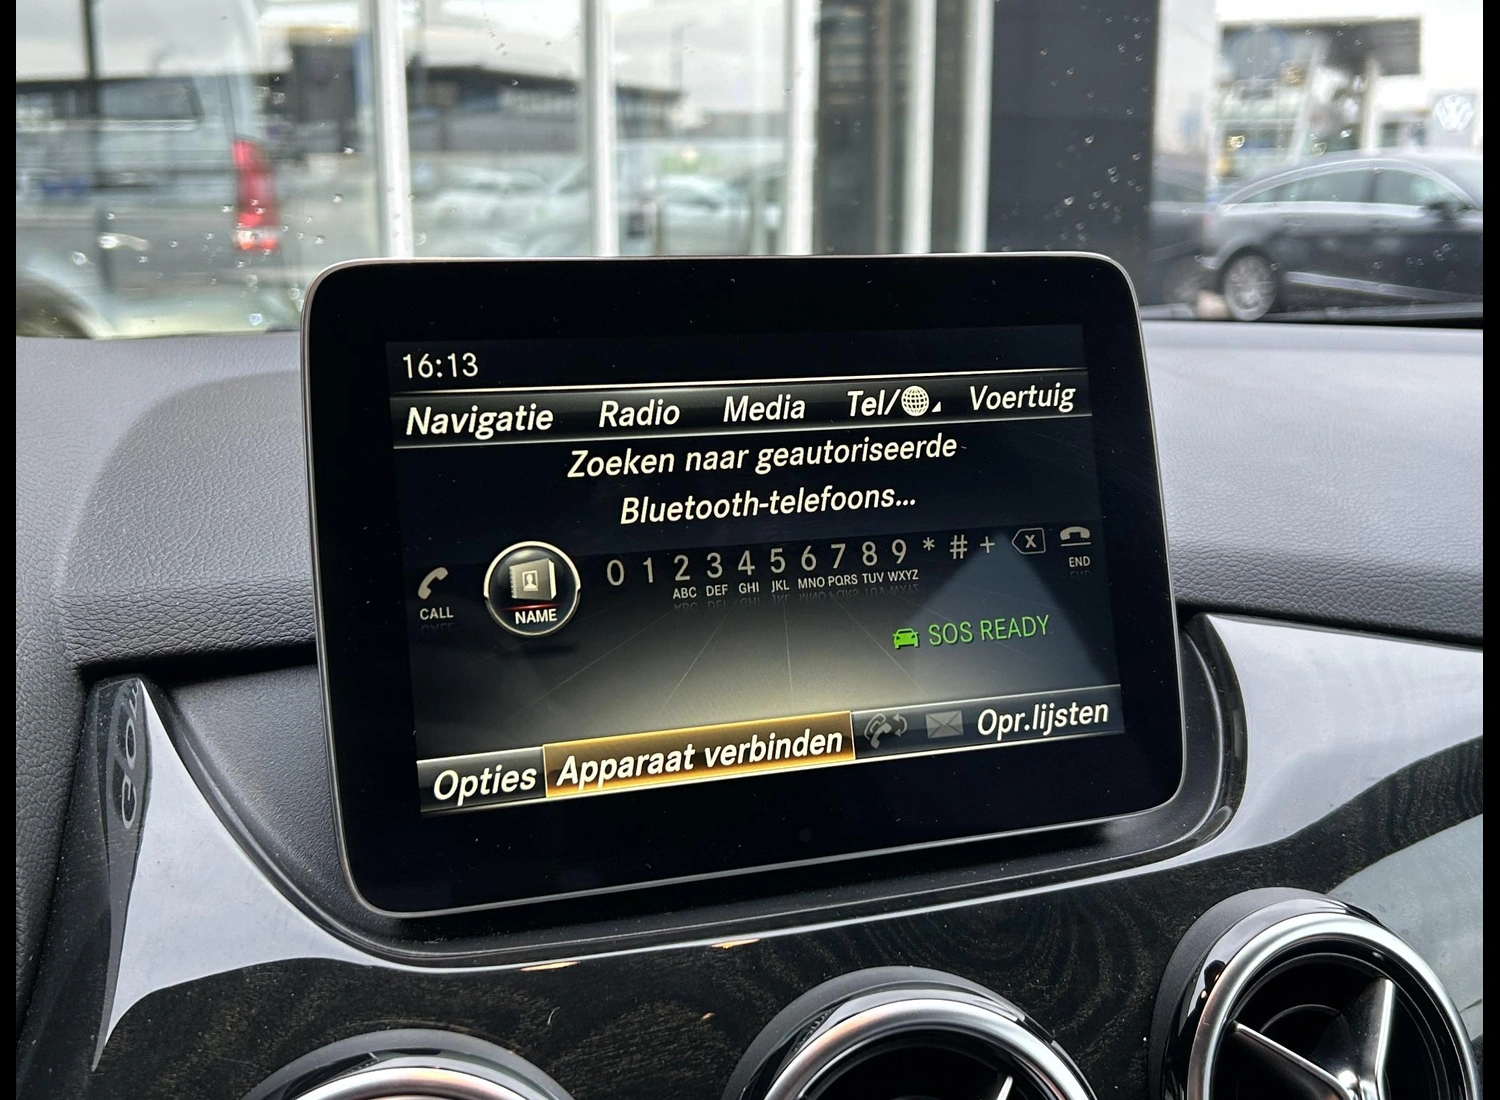 16:13
Navigatie Radio Media Tel/ Voertuig
Zoeken naar geautoriseerde
Bluetooth-telefoons...
0 1 2 3 4 5 6 7 8 9 * # + X
ABC DEF GHI JKL MNO PQRS TUV WXYZ
CALL NAME END
SOS READY
Opties Apparaat verbinden Opr.lijsten